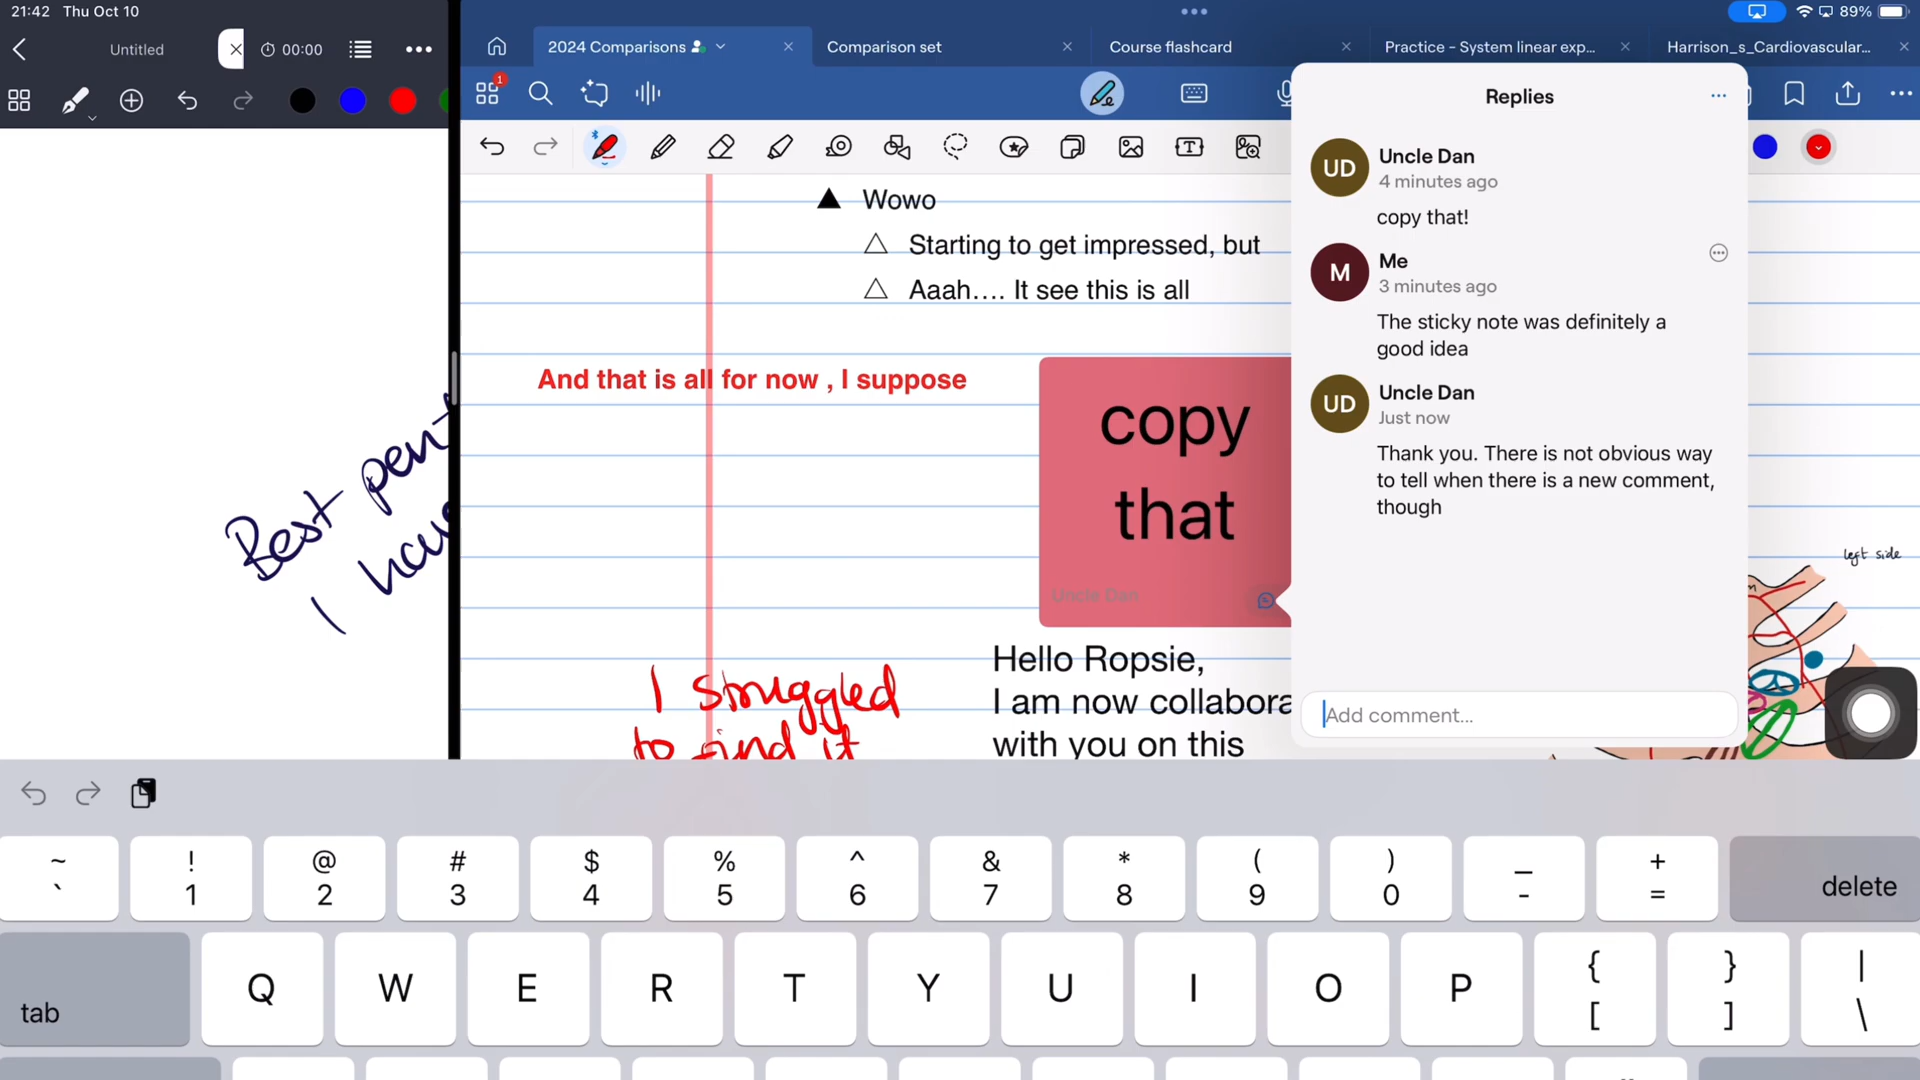 21:42 Thu Oct 10
89%
Untitled
00:00
2024 Comparisons
Comparison set
Course flashcard
Practice - System linear exp...
Harrison_s_Cardiovascular...
1
Wowo
Starting to get impressed, but
Aaah.... It see this is all
And that is all for now , I suppose
copy
that
Uncle Dan
Best pent
I have
I struggled
to find it
Hello Ropsie,
I am now collabora
with you on this
left side
Replies
UD
Uncle Dan
4 minutes ago
copy that!
M
Me
3 minutes ago
The sticky note was definitely a
good idea
UD
Uncle Dan
Just now
Thank you. There is not obvious way
to tell when there is a new comment,
though
Add comment...
~ ! @ # $ % ^ & * ( ) _ +
` 1 2 3 4 5 6 7 8 9 0 - = delete
tab Q W E R T Y U I O P { } |
[ ] \